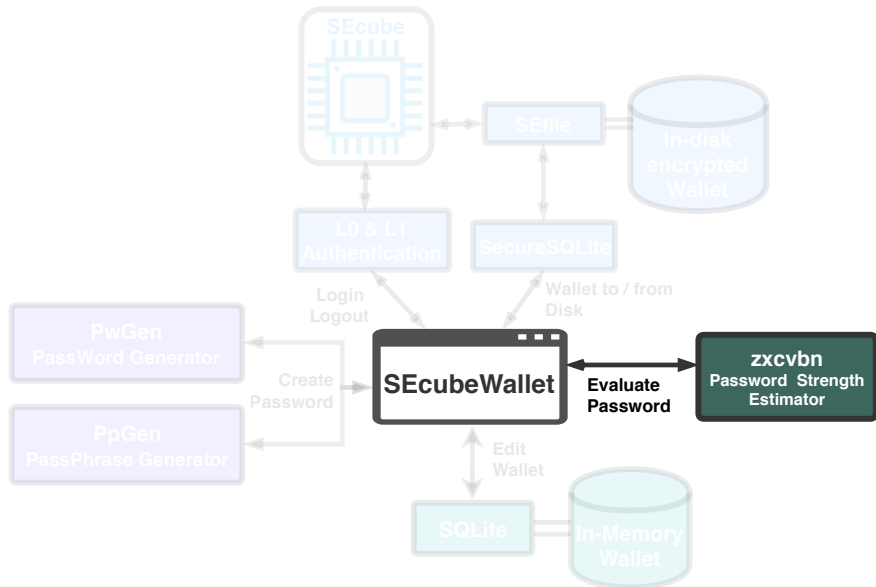 SEcube
SEfile
In-disk
encrypted
Wallet
L0 & L1
Authentication
SecureSQLite
Login
Logout
Wallet to / from
Disk
PwGen
PassWord Generator
Create
Password
SEcubeWallet
Evaluate
Password
zxcvbn
Password Strength
Estimator
PpGen
PassPhrase Generator
Edit
Wallet
SQLite
In-Memory
Wallet